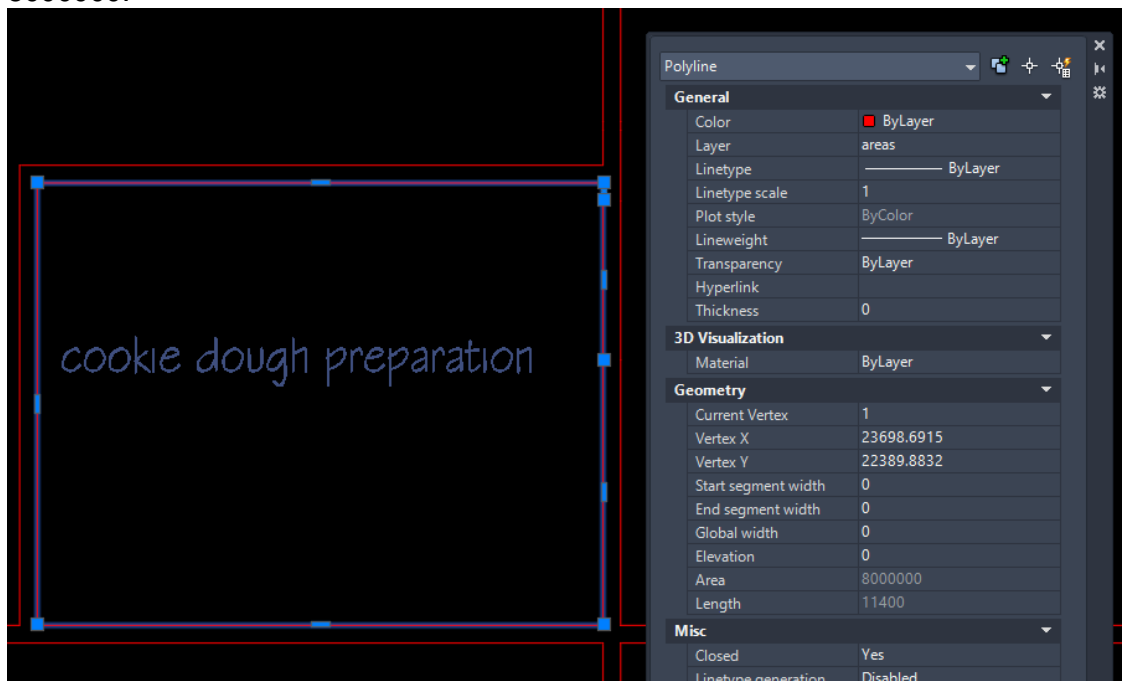 Polyline
General
Color ByLayer
Layer areas
Linetype ByLayer
Linetype scale 1
Plot style ByColor
Lineweight ByLayer
Transparency ByLayer
Hyperlink
Thickness 0
3D Visualization
Material ByLayer
Geometry
Current Vertex 1
Vertex X 23698.6915
Vertex Y 22389.8832
Start segment width 0
End segment width 0
Global width 0
Elevation 0
Area 8000000
Length 11400
Misc
Closed Yes
Linetype generation Disabled
cookie dough preparation